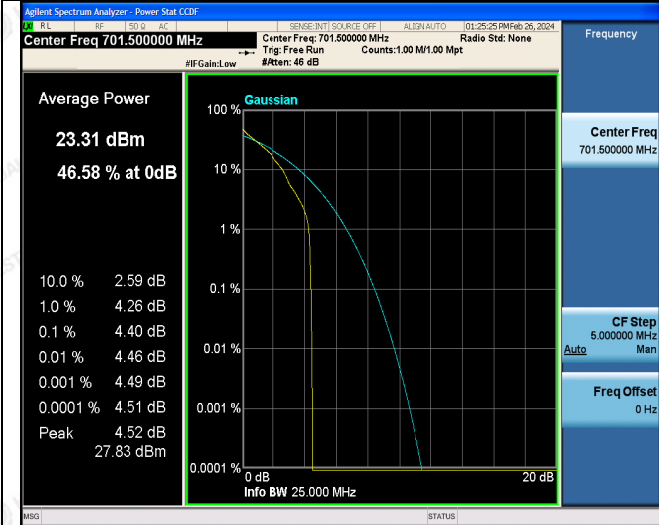 Agilent Spectrum Analyzer - Power Stat CCDF
RL RF 50 Ω AC SENSE:INT SOURCE OFF ALIGN AUTO 01:25:25 PM Feb 26, 2024
Center Freq 701.500000 MHz
Center Freq: 701.500000 MHz Radio Std: None
Trig: Free Run Counts:1.00 M/1.00 Mpt
#IFGain:Low #Atten: 46 dB
Frequency
Average Power
23.31 dBm
46.58 % at 0dB
10.0 % 2.59 dB
1.0 % 4.26 dB
0.1 % 4.40 dB
0.01 % 4.46 dB
0.001 % 4.49 dB
0.0001 % 4.51 dB
Peak 4.52 dB
27.83 dBm
Gaussian
100 %
10 %
1 %
0.1 %
0.01 %
0.001 %
0.0001 %
0 dB 20 dB
Info BW 25.000 MHz
Center Freq
701.500000 MHz
CF Step
5.000000 MHz
Auto Man
Freq Offset
0 Hz
MSG STATUS